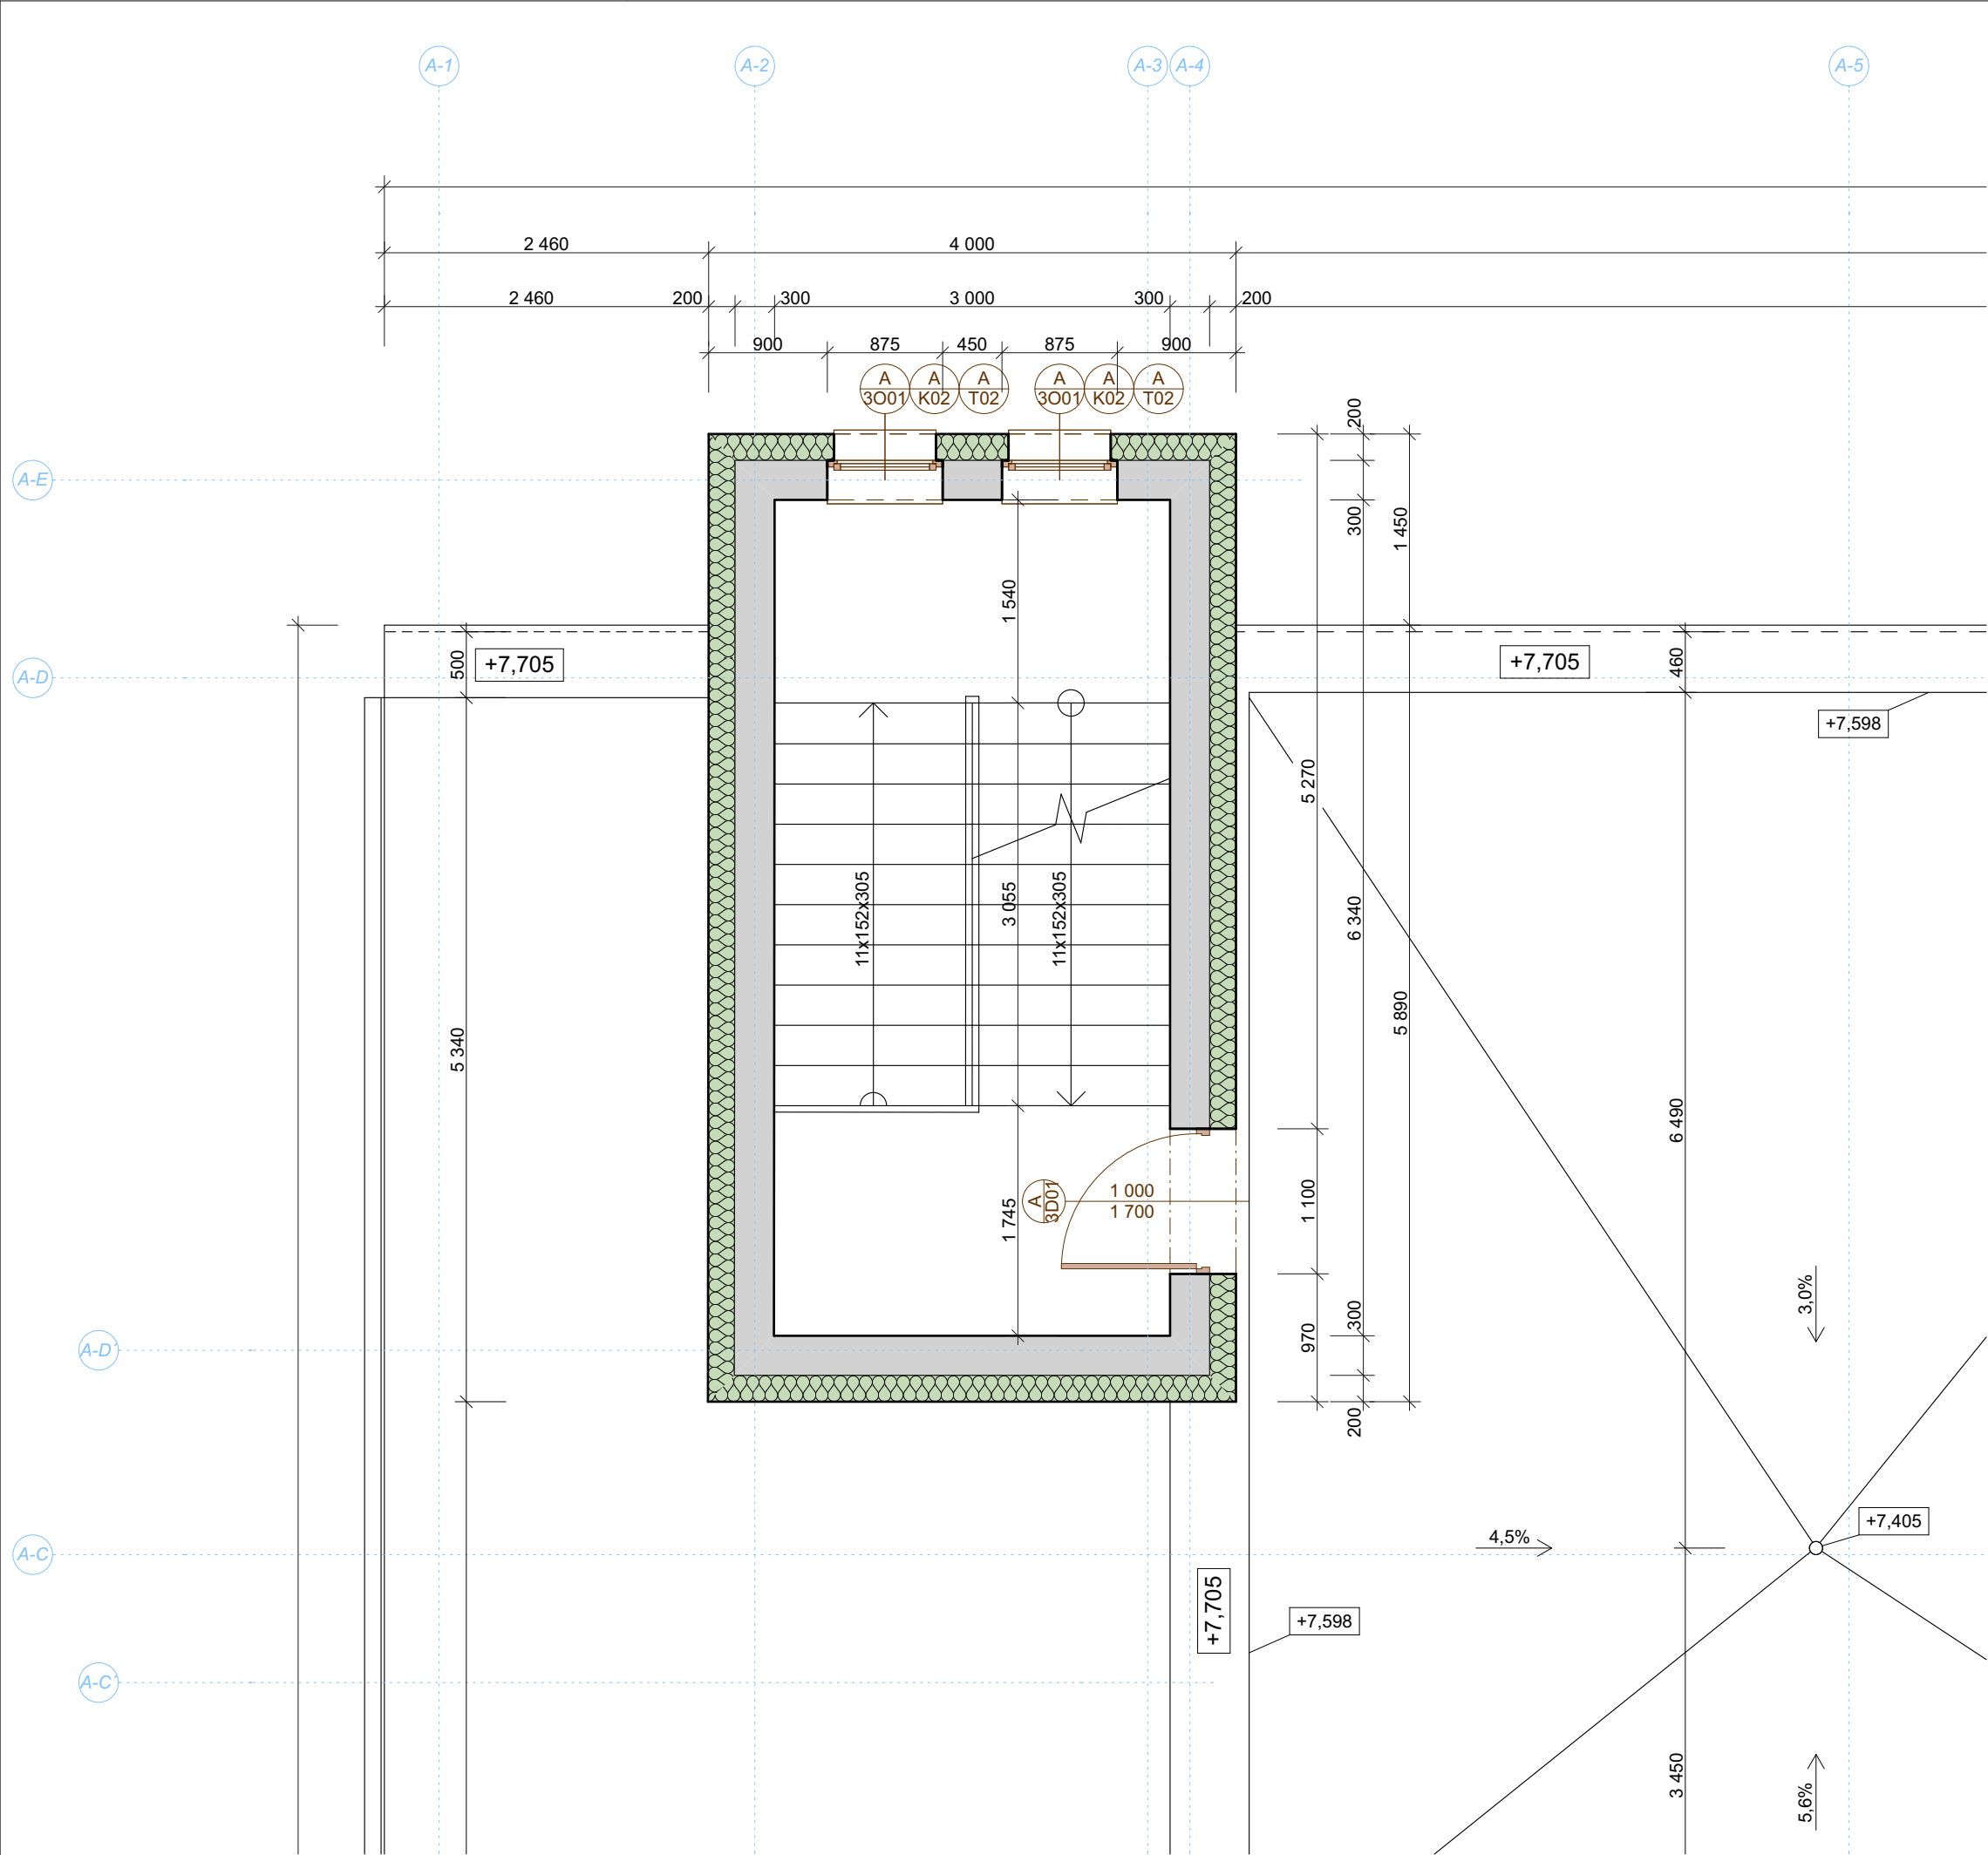 A-1
A-2
A-3
A-4
A-5
2 460
4 000
2 460
200
300
3 000
300
200
900
875
450
875
900
A
3O01
A
K02
A
T02
A
3O01
A
K02
A
T02
200
A-E
300
1 450
1 540
500
+7,705
+7,705
460
A-D
+7,598
5 270
11x152x305
3 055
11x152x305
6 340
5 890
5 340
6 490
A
3D01
1 000
1 700
1 745
1 100
3,0%
300
970
A-D´
200
4,5%
+7,405
A-C
+7,705
+7,598
A-C´
3 450
5,6%